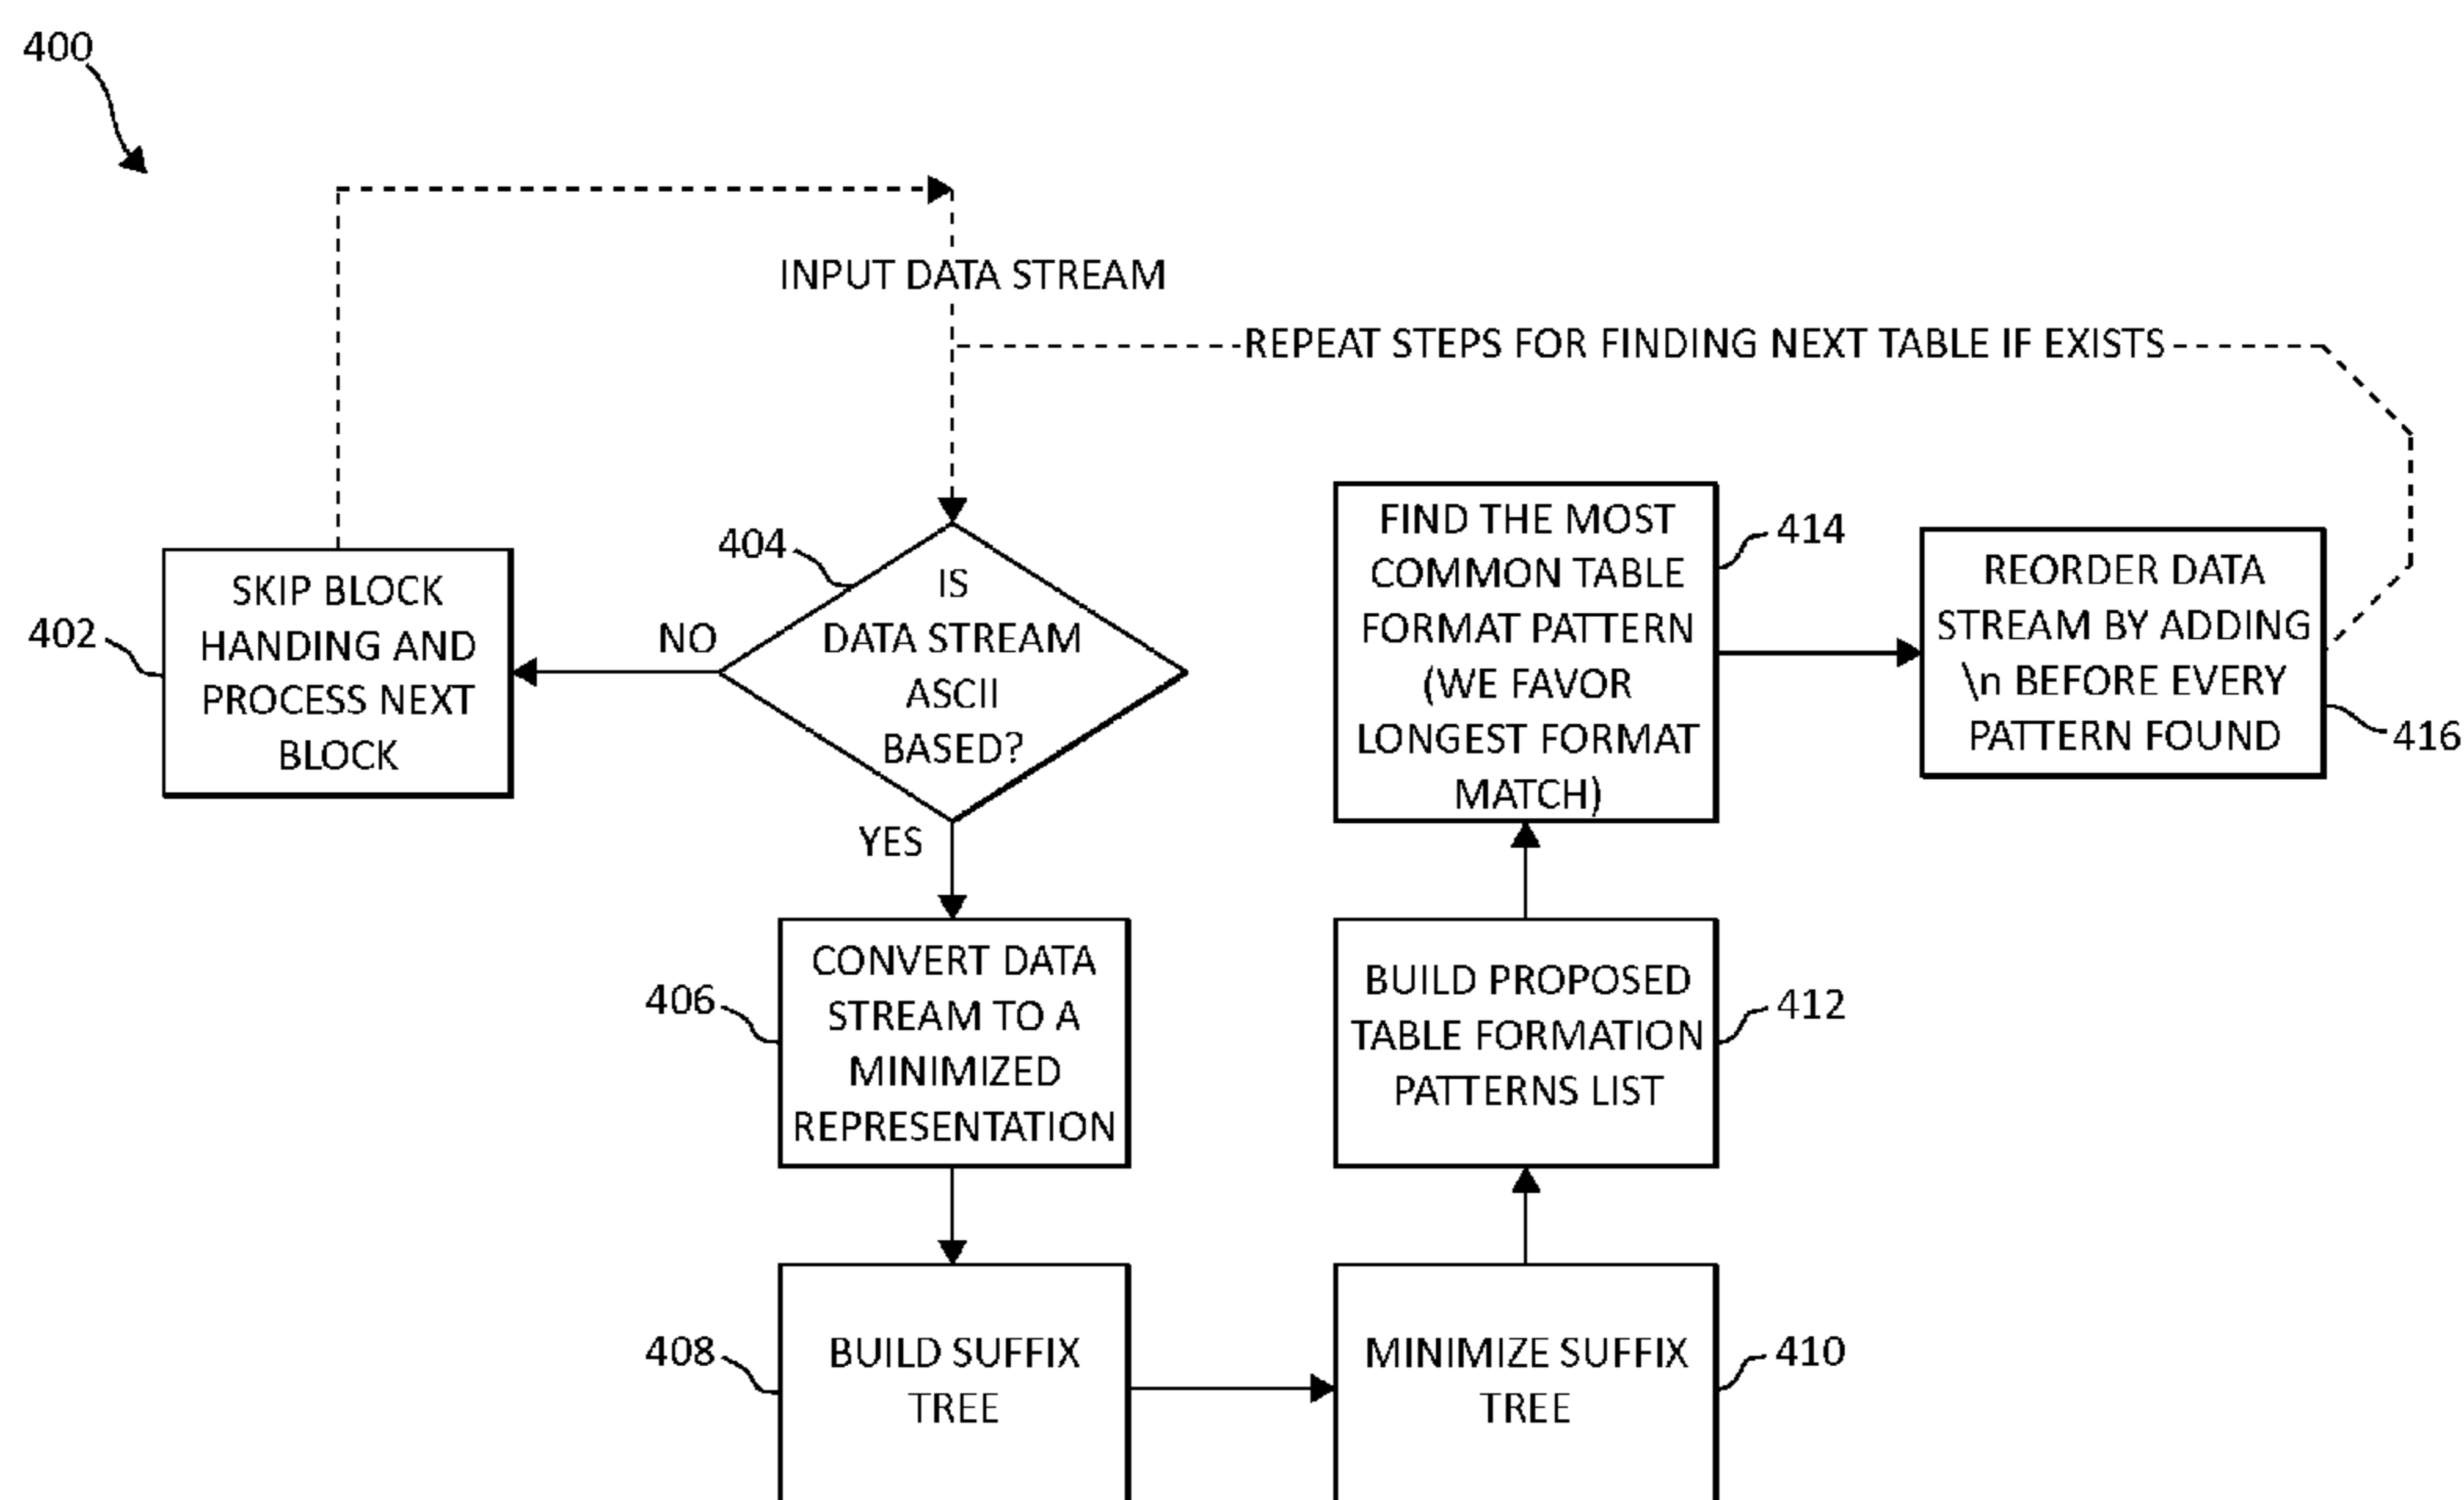 400
INPUT DATA STREAM
REPEAT STEPS FOR FINDING NEXT TABLE IF EXISTS
402
SKIP BLOCK
HANDING AND
PROCESS NEXT
BLOCK
NO
404
IS
DATA STREAM
ASCII
BASED?
YES
406
CONVERT DATA
STREAM TO A
MINIMIZED
REPRESENTATION
408
BUILD SUFFIX
TREE
MINIMIZE SUFFIX
TREE
410
BUILD PROPOSED
TABLE FORMATION
PATTERNS LIST
412
FIND THE MOST
COMMON TABLE
FORMAT PATTERN
(WE FAVOR
LONGEST FORMAT
MATCH)
414
REORDER DATA
STREAM BY ADDING
\n BEFORE EVERY
PATTERN FOUND
416